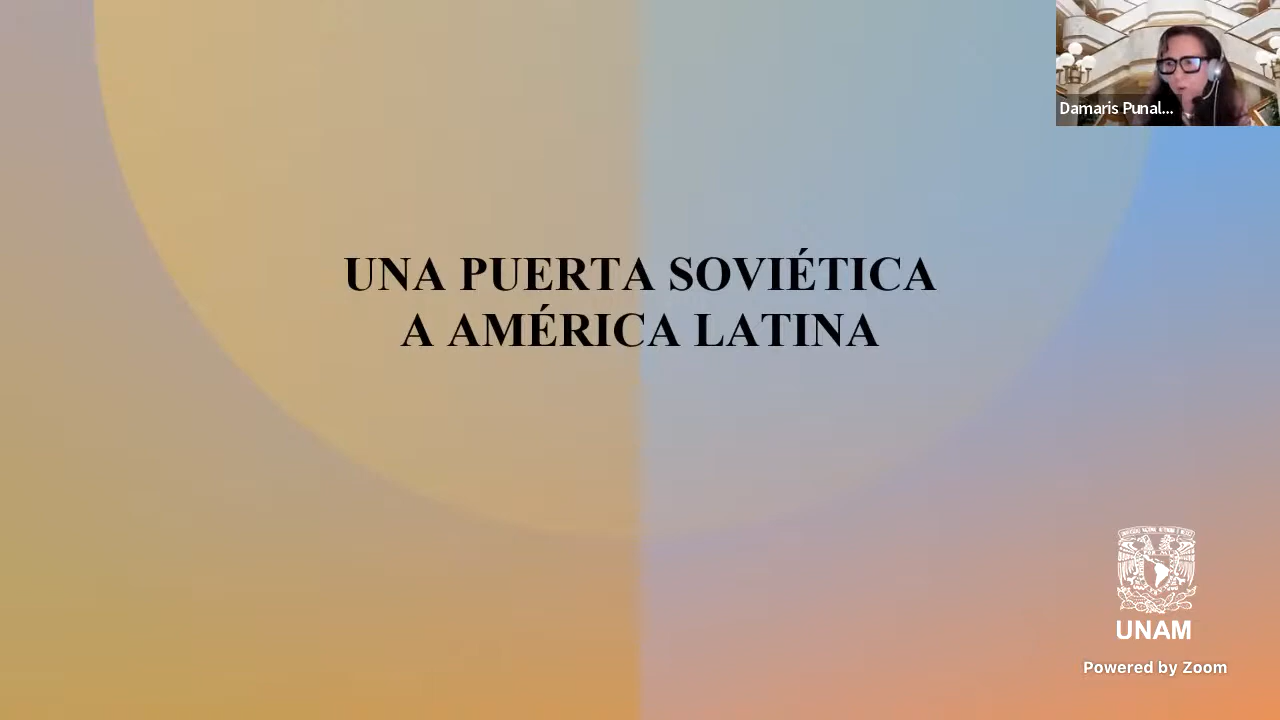 Damaris Punal...
UNA PUERTA SOVIÉTICA
A AMÉRICA LATINA
UNAM
Powered by Zoom